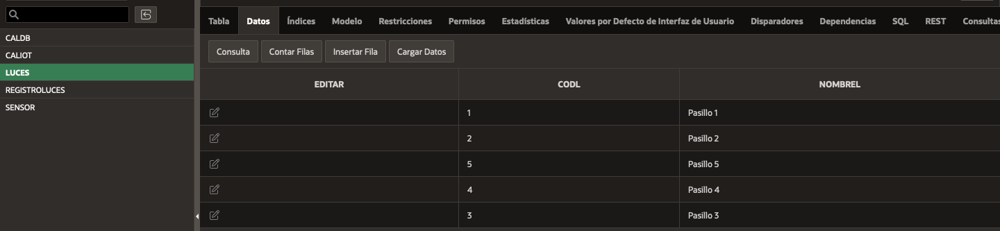 Tabla Datos Índices Modelo Restricciones Permisos Estadísticas Valores por Defecto de Interfaz de Usuario Disparadores Dependencias SQL REST Consultas
CALDB
CALIOT
LUCES
REGISTROLUCES
SENSOR
Consulta Contar Filas Insertar Fila Cargar Datos
EDITAR CODL NOMBREL
1 Pasillo 1
2 Pasillo 2
5 Pasillo 5
4 Pasillo 4
3 Pasillo 3